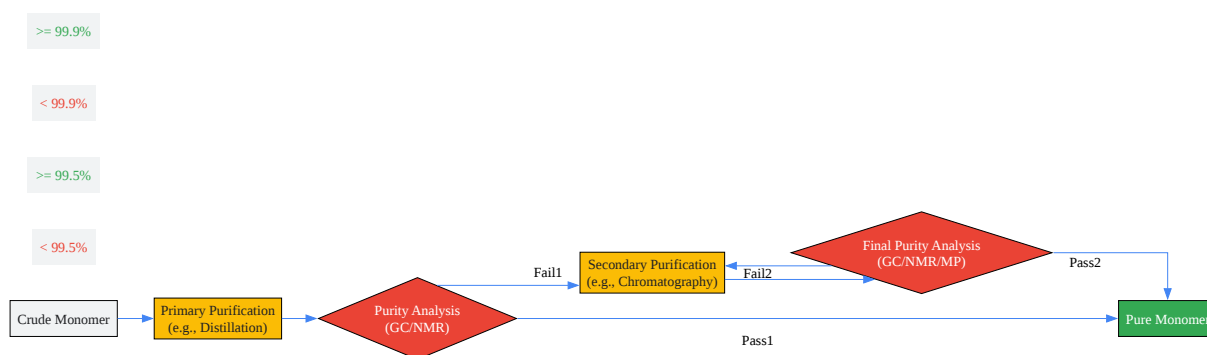 >= 99.9%
< 99.9%
>= 99.5%
< 99.5%
Crude Monomer
Primary Purification
(e.g., Distillation)
Purity Analysis
(GC/NMR)
Fail1
Secondary Purification
(e.g., Chromatography)
Fail2
Final Purity Analysis
(GC/NMR/MP)
Pass2
Pass1
Pure Monomer